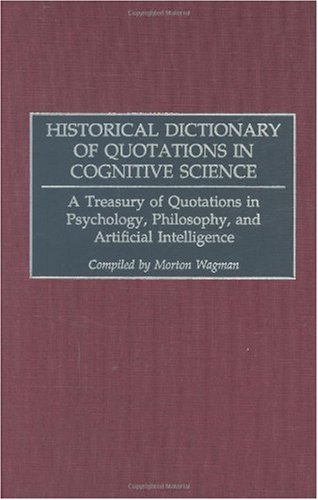 HISTORICAL DICTIONARY
OF QUOTATIONS IN
COGNITIVE SCIENCE
A Treasury of Quotations in
Psychology, Philosophy, and
Artificial Intelligence
Compiled by Morton Wagman